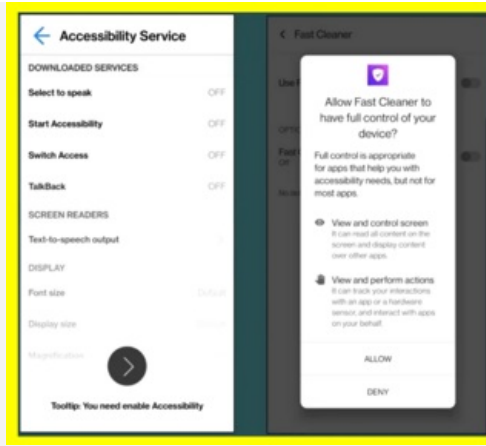 Accessibility Service
DOWNLOADED SERVICES
Select to speak OFF
Start Accessibility OFF
Switch Access OFF
TalkBack OFF
SCREEN READERS
Text-to-speech output
DISPLAY
Font size Default
Display size
Magnification
Tooltip: You need enable Accessibility
Fast Cleaner
Allow Fast Cleaner to
have full control of your
device?
Full control is appropriate
for apps that help you with
accessibility needs, but not for
most apps.
View and control screen
It can read all content on the
screen and display content
over other apps.
View and perform actions
It can track your interactions
with an app or a hardware
sensor, and interact with apps
on your behalf.
ALLOW
DENY